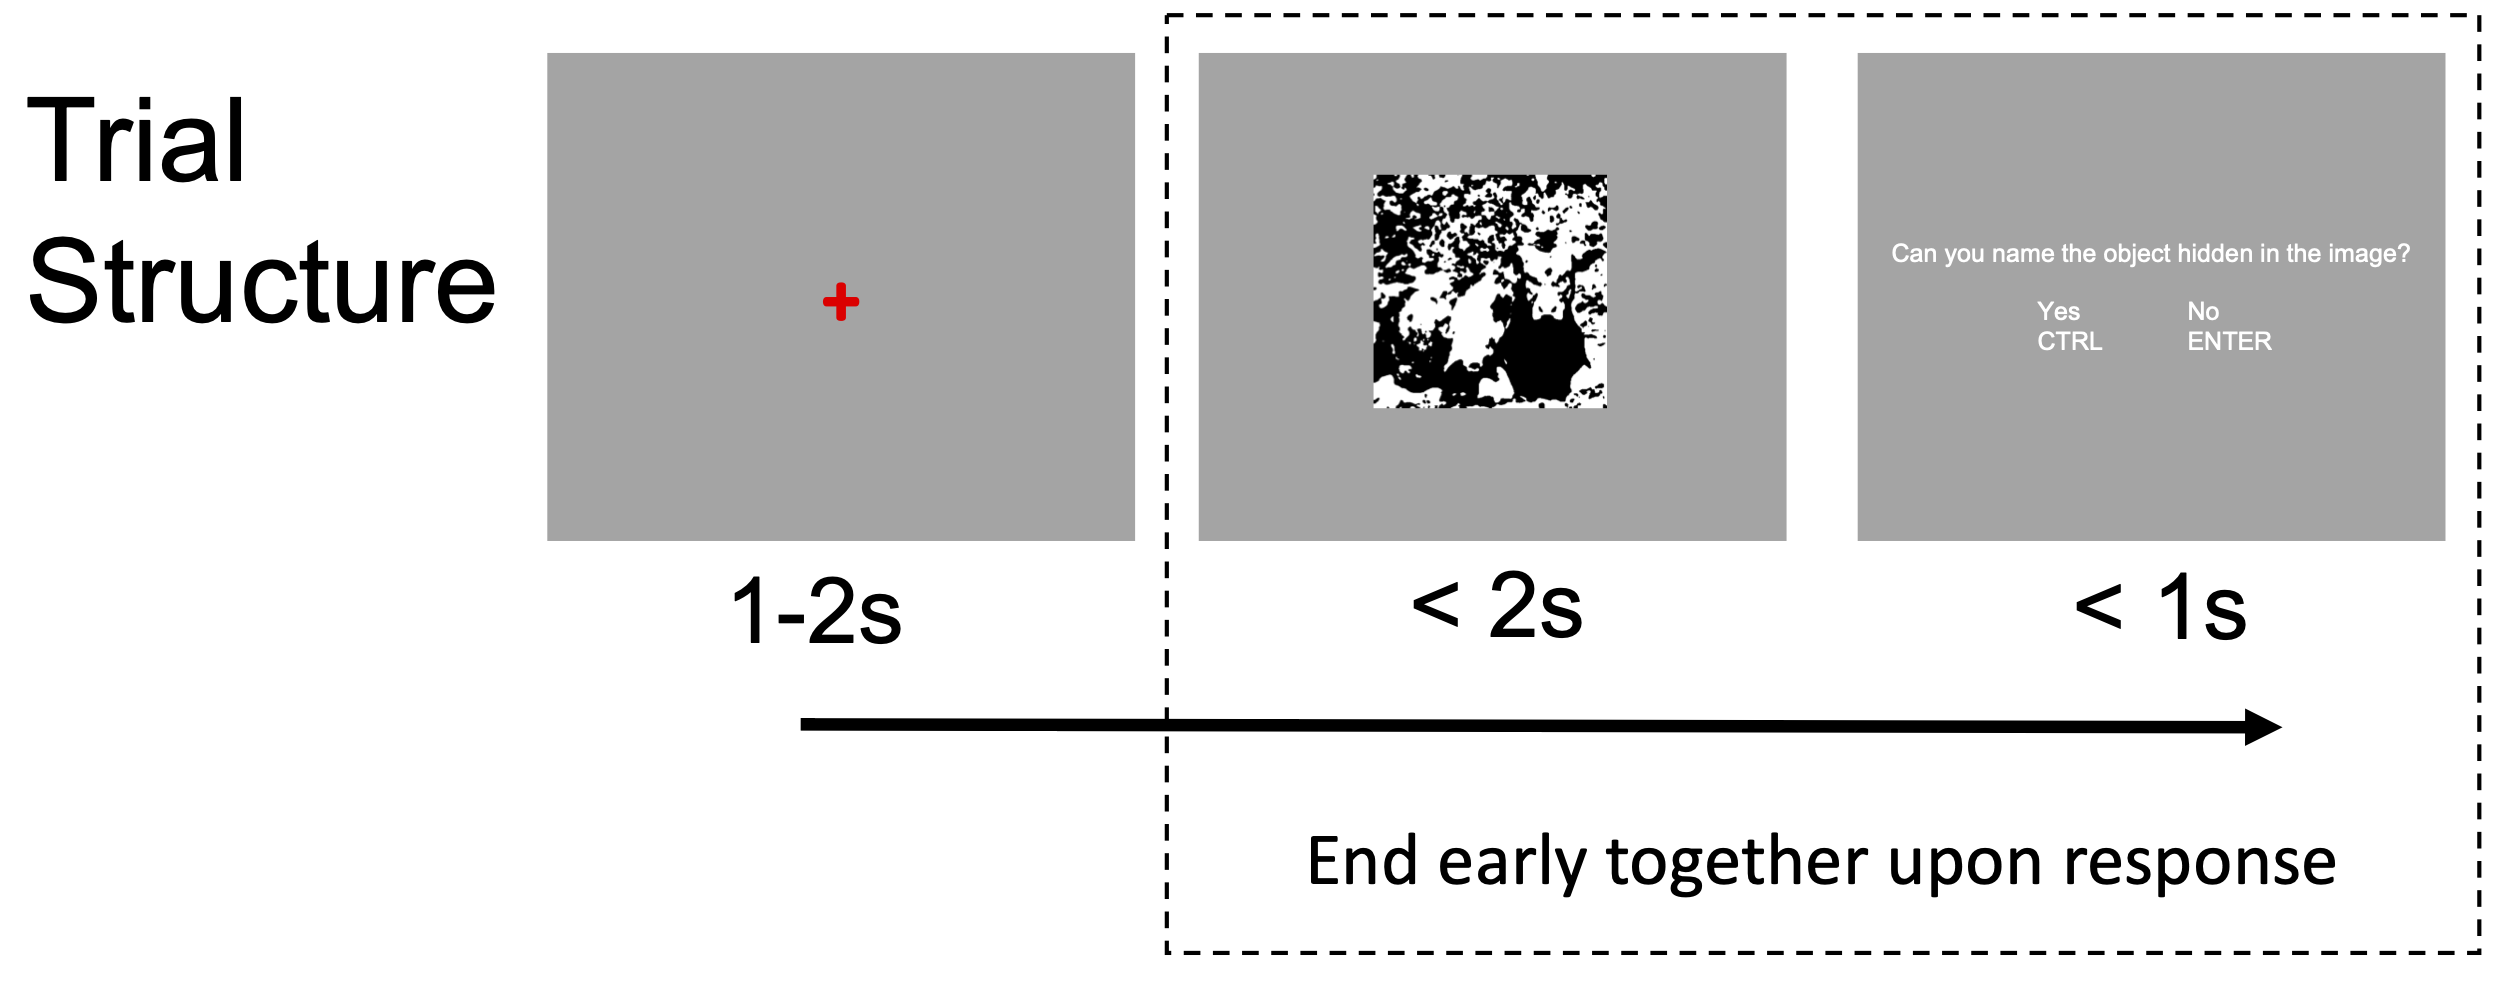 Trial
Structure
Can you name the object hidden in the image?
Yes No
CTRL ENTER
1-2s
< 2s
< 1s
End early together upon response